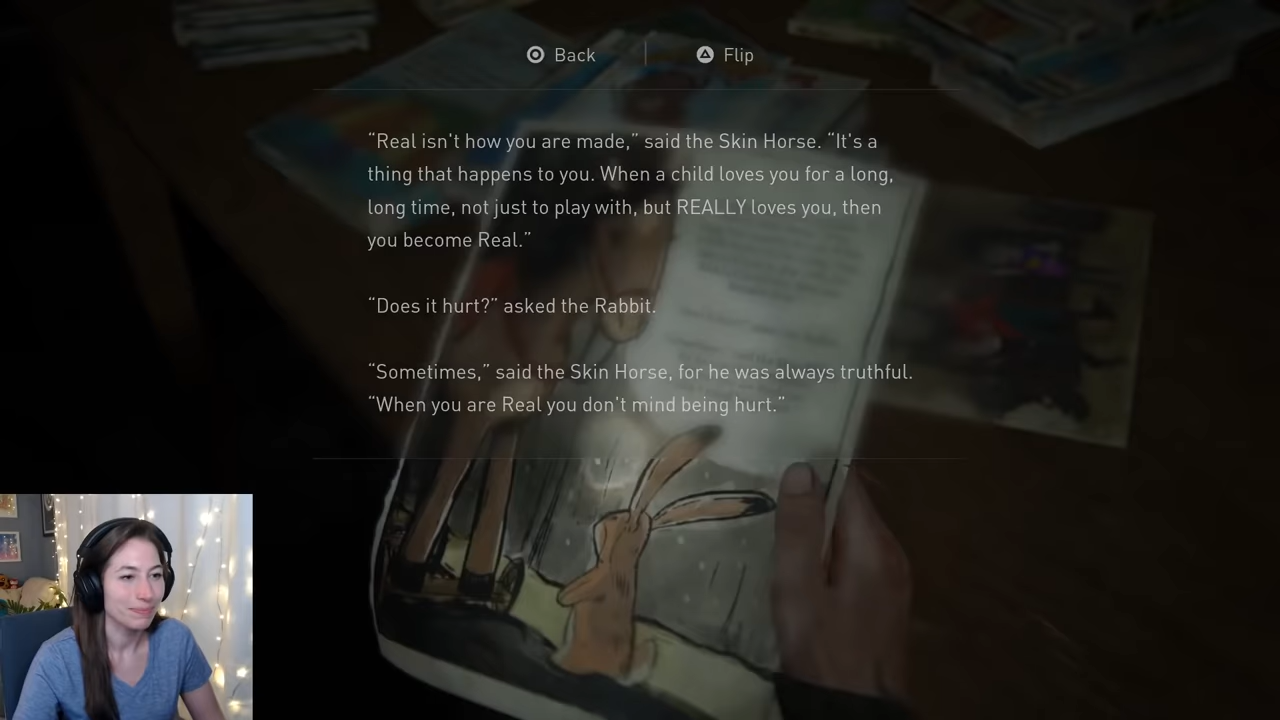 Back
Flip
“Real isn't how you are made,” said the Skin Horse. “It's a
thing that happens to you. When a child loves you for a long,
long time, not just to play with, but REALLY loves you, then
you become Real.”
“Does it hurt?” asked the Rabbit.
“Sometimes,” said the Skin Horse, for he was always truthful.
“When you are Real you don't mind being hurt.”